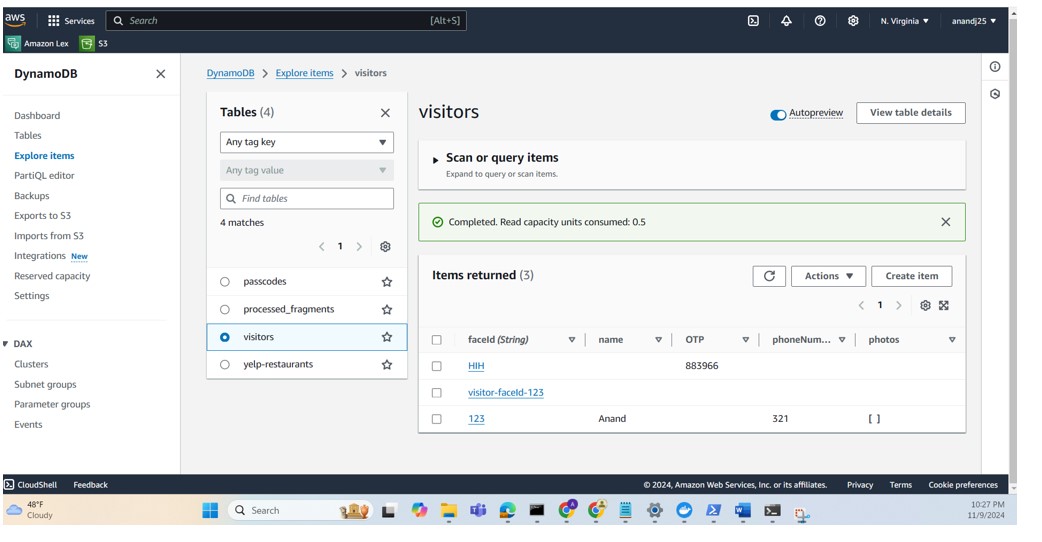 aws
Services
Search
[Alt+S]
N. Virginia
anandj25
Amazon Lex
S3
DynamoDB
Dashboard
Tables
Explore items
PartiQL editor
Backups
Exports to S3
Imports from S3
Integrations New
Reserved capacity
Settings
DAX
Clusters
Subnet groups
Parameter groups
Events
DynamoDB > Explore items > visitors
Tables (4)
Any tag key
Any tag value
Find tables
4 matches
1
passcodes
processed_fragments
visitors
yelp-restaurants
visitors
Autopreview
View table details
Scan or query items
Expand to query or scan items.
Completed. Read capacity units consumed: 0.5
Items returned (3)
Actions
Create item
1
faceId (String) name OTP phoneNum... photos
HIH 883966
visitor-faceId-123
123 Anand 321 [ ]
CloudShell Feedback © 2024, Amazon Web Services, Inc. or its affiliates. Privacy Terms Cookie preferences
48°F
Cloudy
Search
10:27 PM
11/9/2024